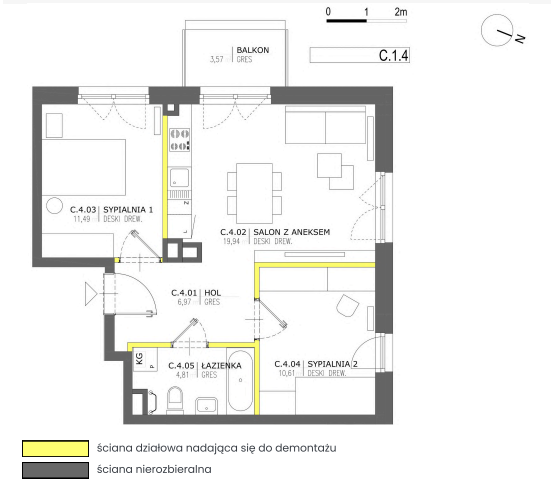 0 1 2m
N
BALKON
3,57 GRES
C.1.4
C.4.03 SYPIALNIA 1
11,49 DESKI DREW.
Z
L
C.4.02 SALON Z ANEKSEM
19,94 DESKI DREW.
C.4.01 HOL
6,97 GRES
KG
P
C.4.05 ŁAZIENKA
4,81 GRES
C.4.04 SYPIALNIA 2
10,61 DESKI DREW.
ściana działowa nadająca się do demontażu
ściana nierozbieralna